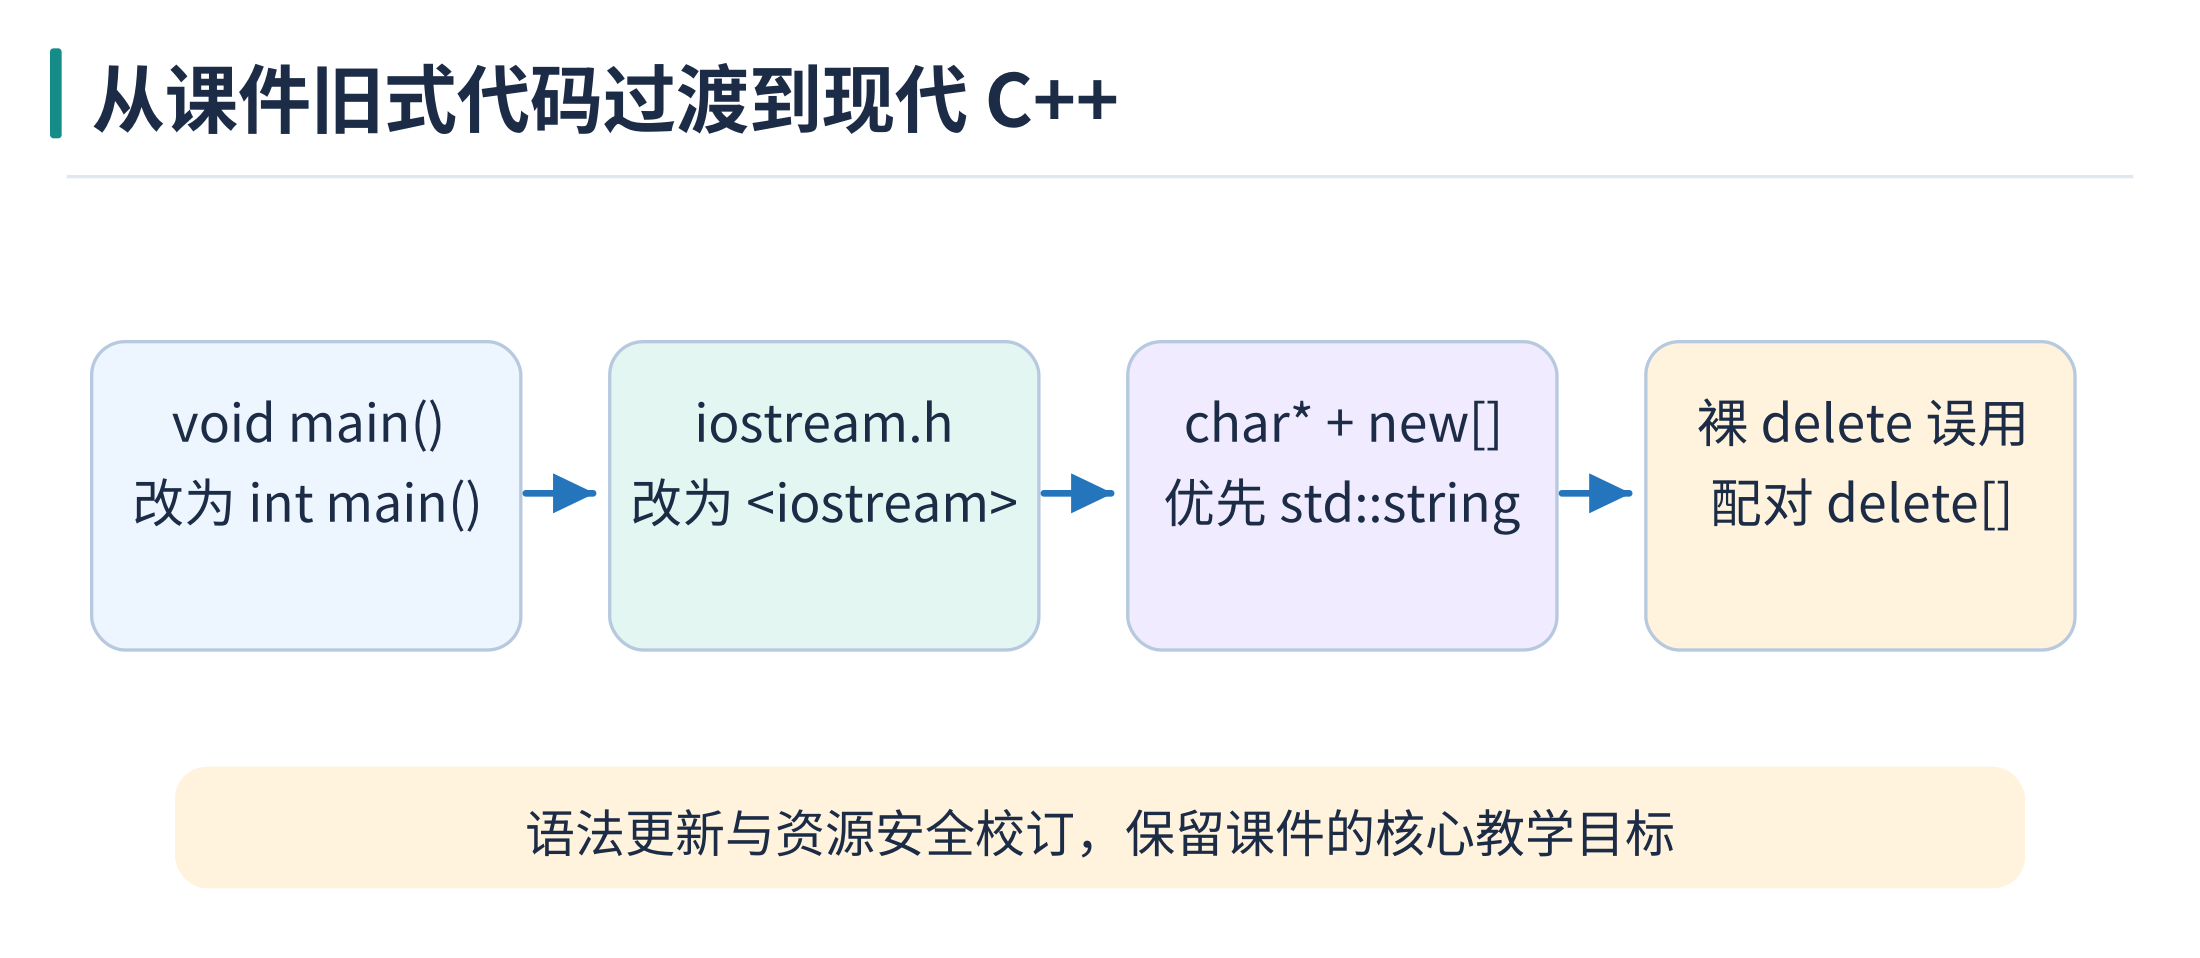 从课件旧式代码过渡到现代 C++
void main()
改为 int main()
iostream.h
改为 <iostream>
char* + new[]
优先 std::string
裸 delete 误用
配对 delete[]
语法更新与资源安全校订，保留课件的核心教学目标